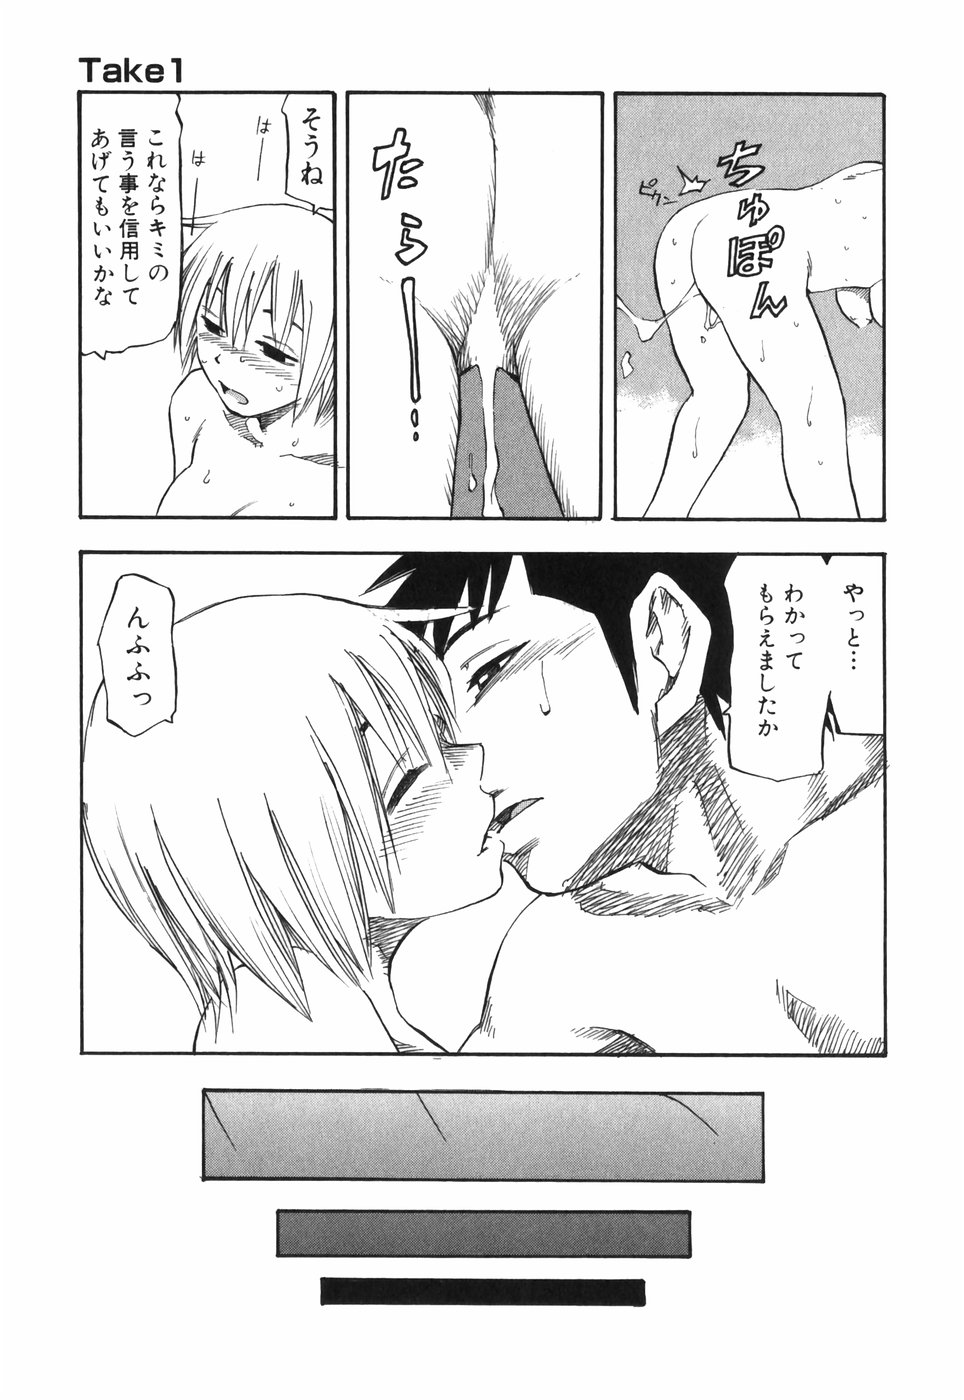 Take1
ちゅぽん
ピクン
たら――…
そうね
は
は
これならキミの
言う事を信用して
あげてもいいかな
やっと…
わかって
もらえましたか
んふふっ